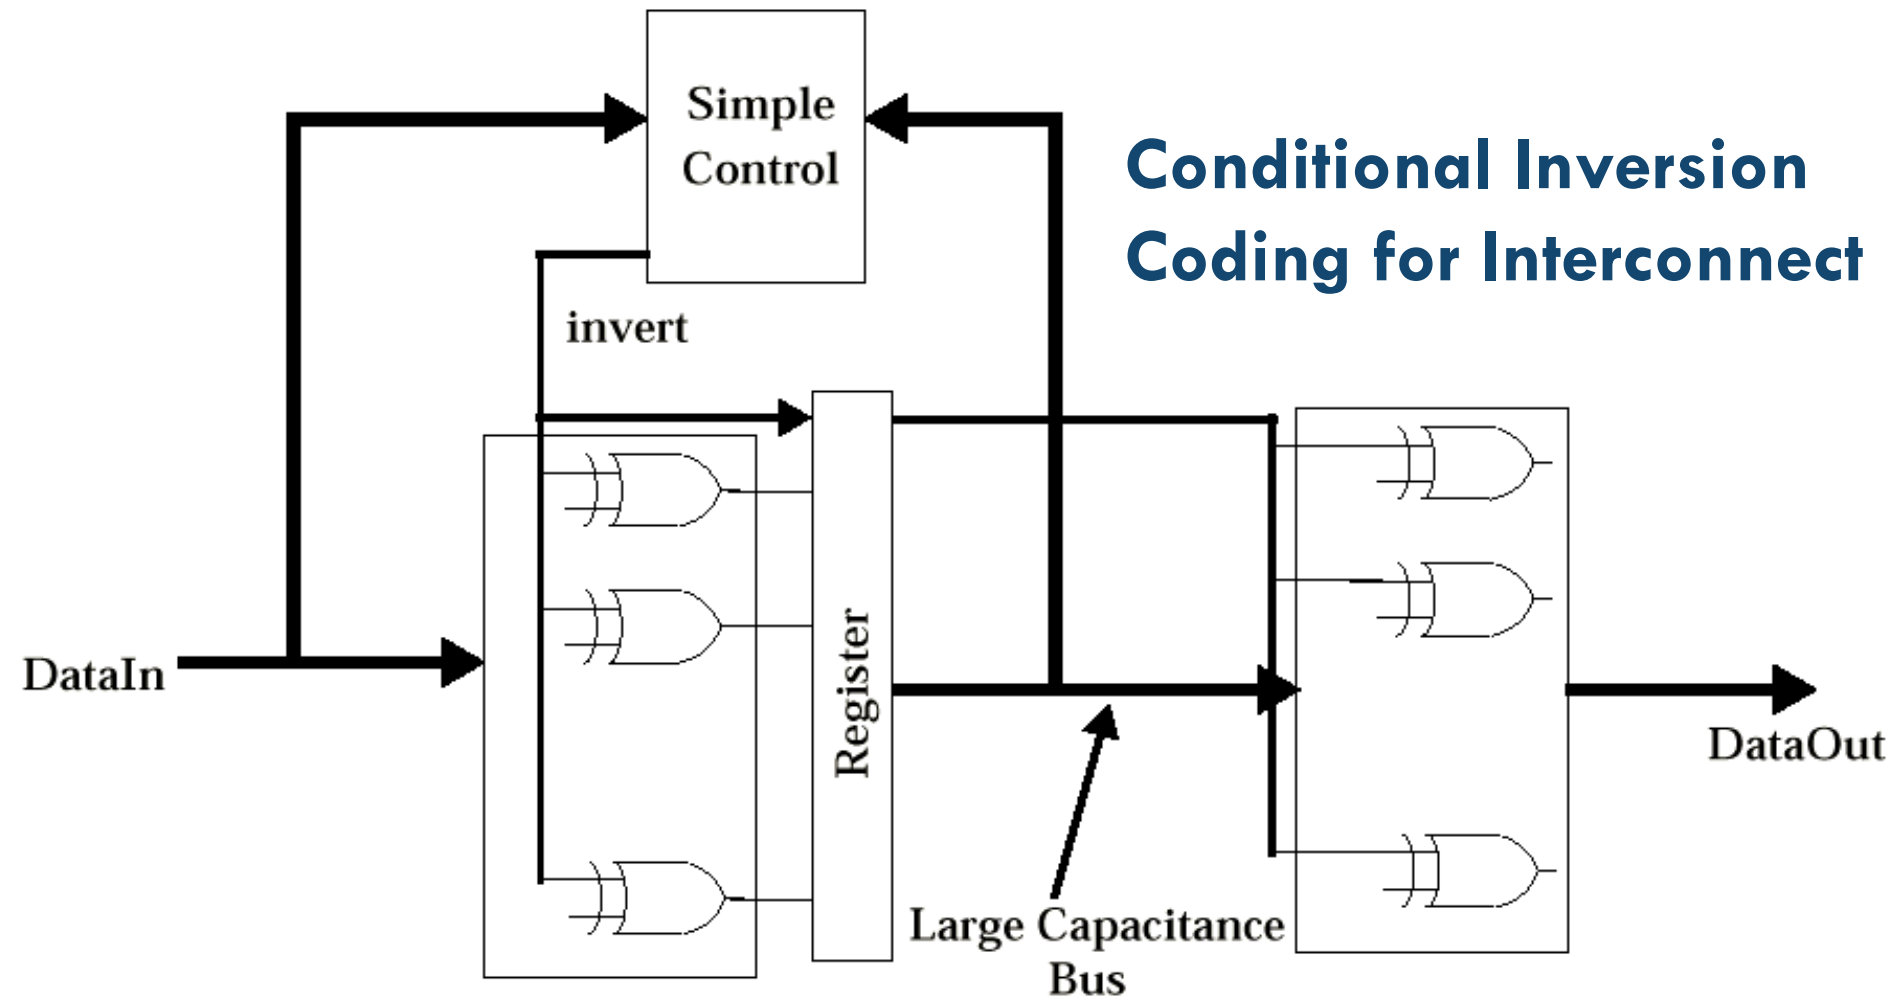 Simple
Control
Conditional Inversion
Coding for Interconnect
invert
DataIn
Register
DataOut
Large Capacitance
Bus